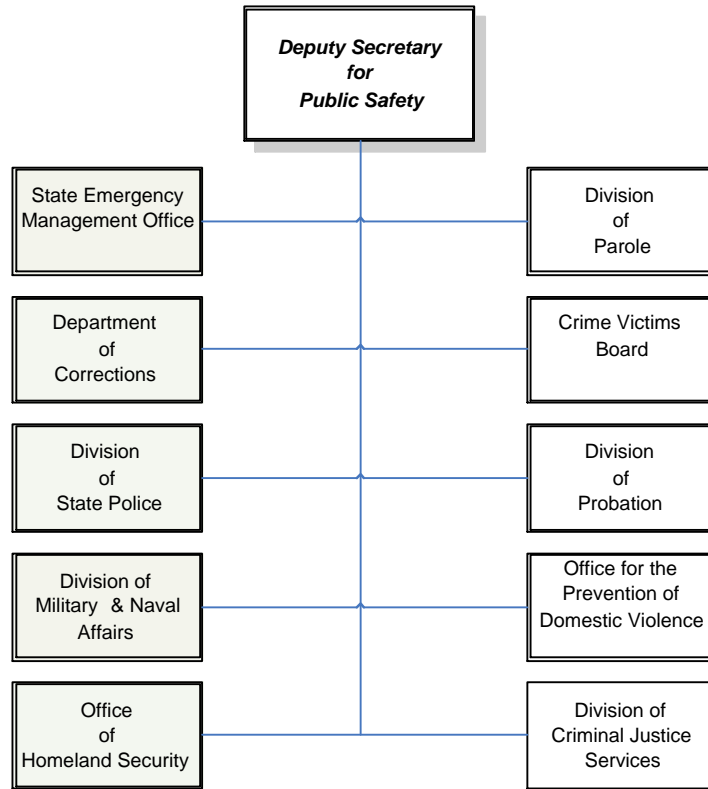 Deputy Secretary
for
Public Safety
State Emergency
Management Office
Division
of
Parole
Department
of
Corrections
Crime Victims
Board
Division
of
State Police
Division
of
Probation
Division of
Military & Naval
Affairs
Office for the
Prevention of
Domestic Violence
Office
of
Homeland Security
Division of
Criminal Justice
Services